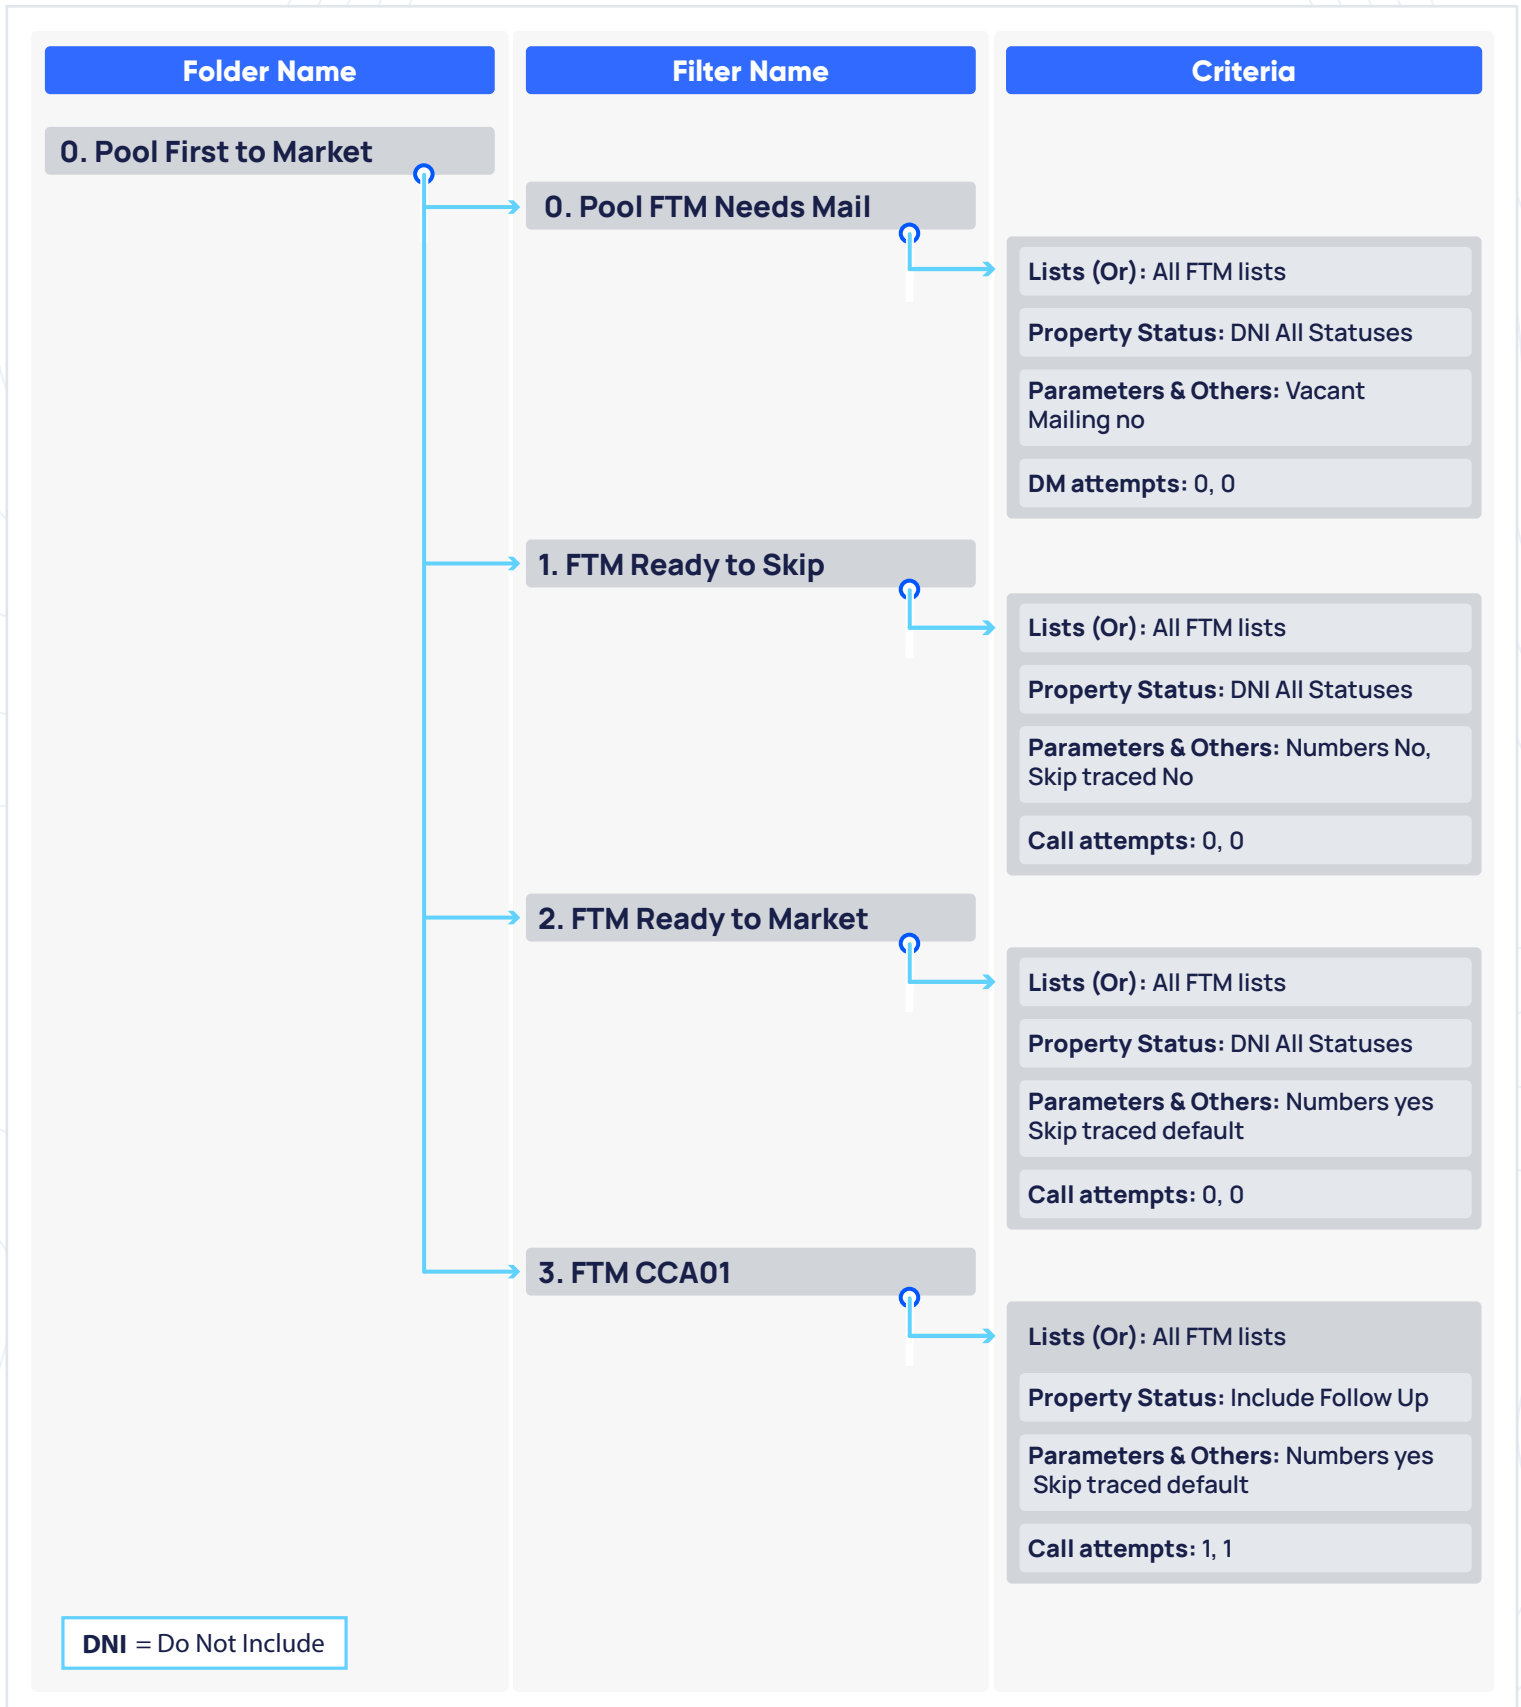 Folder Name
Filter Name
Criteria
0. Pool First to Market
0. Pool FTM Needs Mail
Lists (Or): All FTM lists
Property Status: DNI All Statuses
Parameters & Others: Vacant
Mailing no
DM attempts: 0, 0
1. FTM Ready to Skip
Lists (Or): All FTM lists
Property Status: DNI All Statuses
Parameters & Others: Numbers No,
Skip traced No
Call attempts: 0, 0
2. FTM Ready to Market
Lists (Or): All FTM lists
Property Status: DNI All Statuses
Parameters & Others: Numbers yes
Skip traced default
Call attempts: 0, 0
3. FTM CCA01
Lists (Or): All FTM lists
Property Status: Include Follow Up
Parameters & Others: Numbers yes
Skip traced default
Call attempts: 1, 1
DNI = Do Not Include